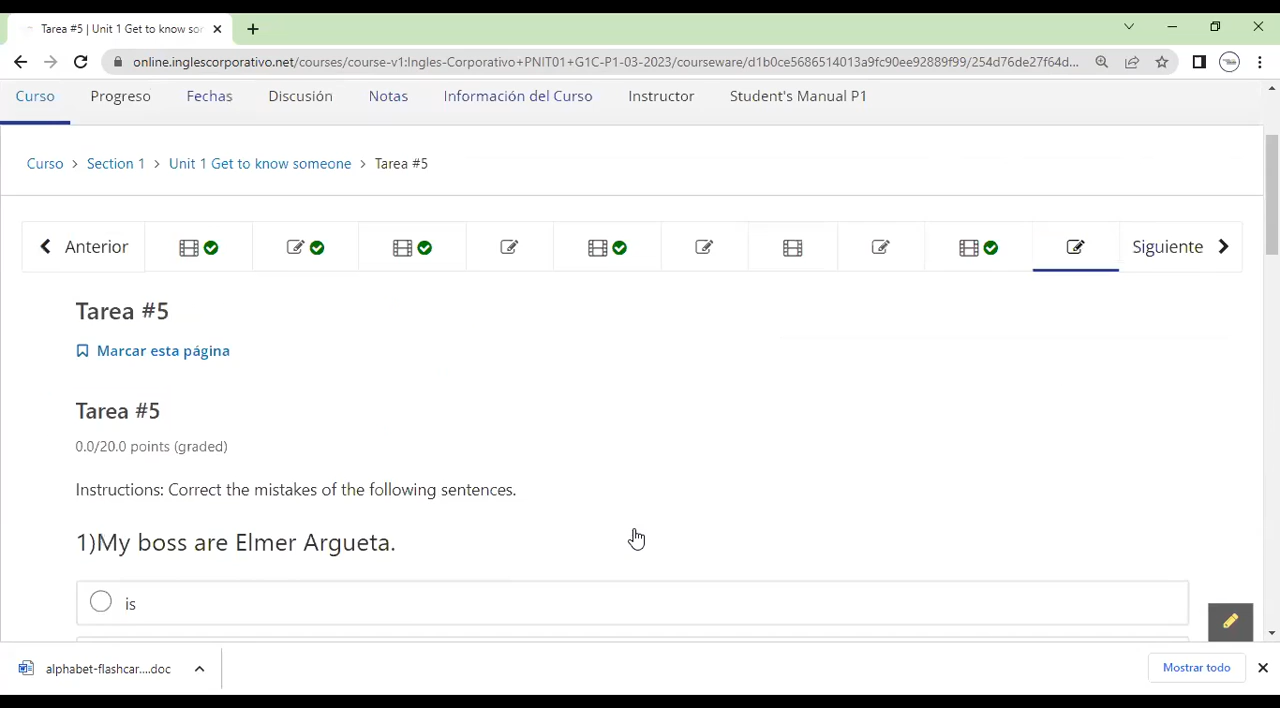 Tarea #5 | Unit 1 Get to know sor
online.inglescorporativo.net/courses/course-v1:Ingles-Corporativo+PNIT01+G1C-P1-03-2023/courseware/d1b0ce5686514013a9fc90ee92889f99/254d76de27f64d...
Curso Progreso Fechas Discusión Notas Información del Curso Instructor Student's Manual P1
Curso > Section 1 > Unit 1 Get to know someone > Tarea #5
Anterior Siguiente
Tarea #5
Marcar esta página
Tarea #5
0.0/20.0 points (graded)
Instructions: Correct the mistakes of the following sentences.
1)My boss are Elmer Argueta.
is
alphabet-flashcar....doc Mostrar todo